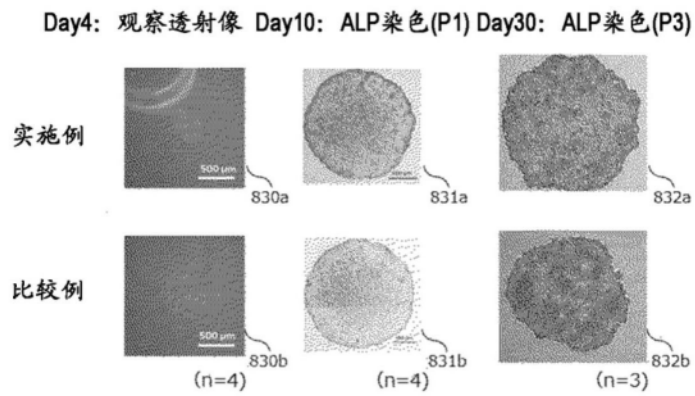 Day4：观察透射像 Day10：ALP染色(P1) Day30：ALP染色(P3)
实施例
500 μm
830a
831a
832a
比较例
500 μm
830b
831b
832b
(n=4)
(n=4)
(n=3)